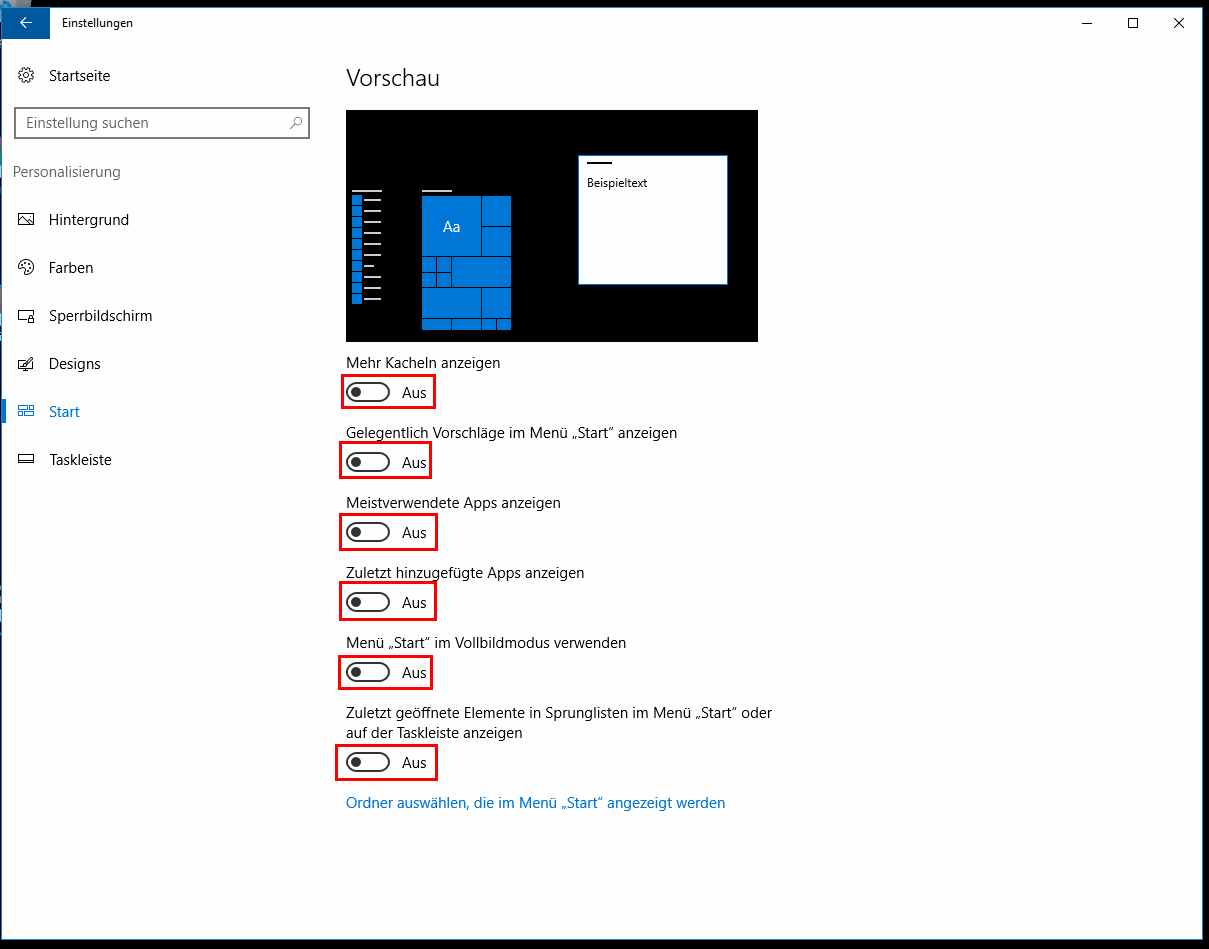 Einstellungen
Startseite
Einstellung suchen
Personalisierung
Hintergrund
Farben
Sperrbildschirm
Designs
Start
Taskleiste
Vorschau
Beispieltext
Aa
Mehr Kacheln anzeigen
Aus
Gelegentlich Vorschläge im Menü „Start“ anzeigen
Aus
Meistverwendete Apps anzeigen
Aus
Zuletzt hinzugefügte Apps anzeigen
Aus
Menü „Start“ im Vollbildmodus verwenden
Aus
Zuletzt geöffnete Elemente in Sprunglisten im Menü „Start“ oder
auf der Taskleiste anzeigen
Aus
Ordner auswählen, die im Menü „Start“ angezeigt werden